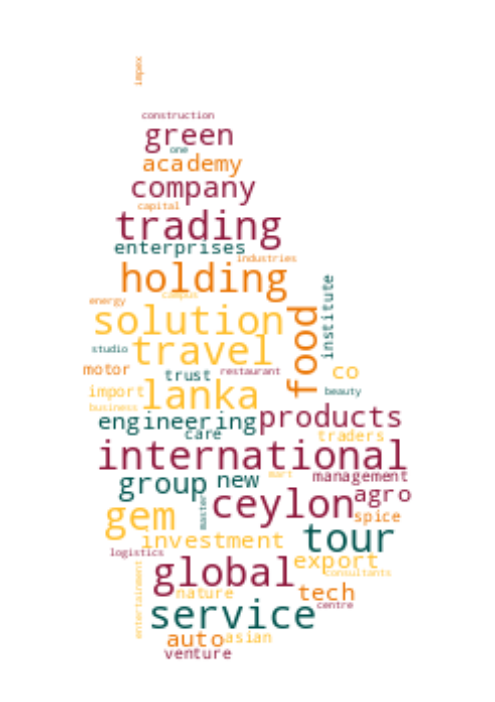 impex
construction
green
one
academy
company
capital
trading
enterprises
industries
holding
campus
energy
institute
solution
food
studio
travel
motor
trust
restaurant
co
import
lanka
beauty
business
engineering
products
care
traders
international
mart
management
group
new
agro
ceylon
master
gem
spice
tour
investment
logistics
export
global
consultants
entertainment
nature
tech
service
centre
auto
asian
venture